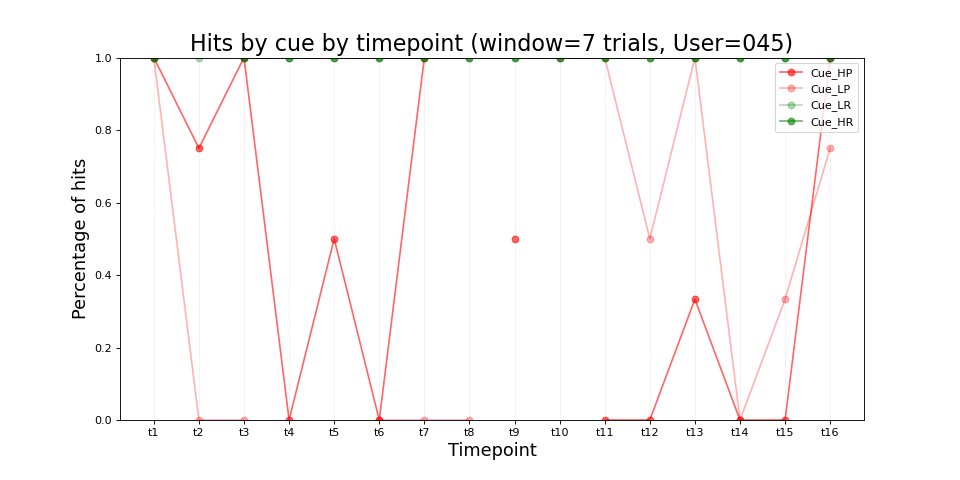 Hits by cue by timepoint (window=7 trials, User=045)
Percentage of hits
1.0
0.8
0.6
0.4
0.2
0.0
Cue_HP
Cue_LP
Cue_LR
Cue_HR
t1 t2 t3 t4 t5 t6 t7 t8 t9 t10 t11 t12 t13 t14 t15 t16
Timepoint